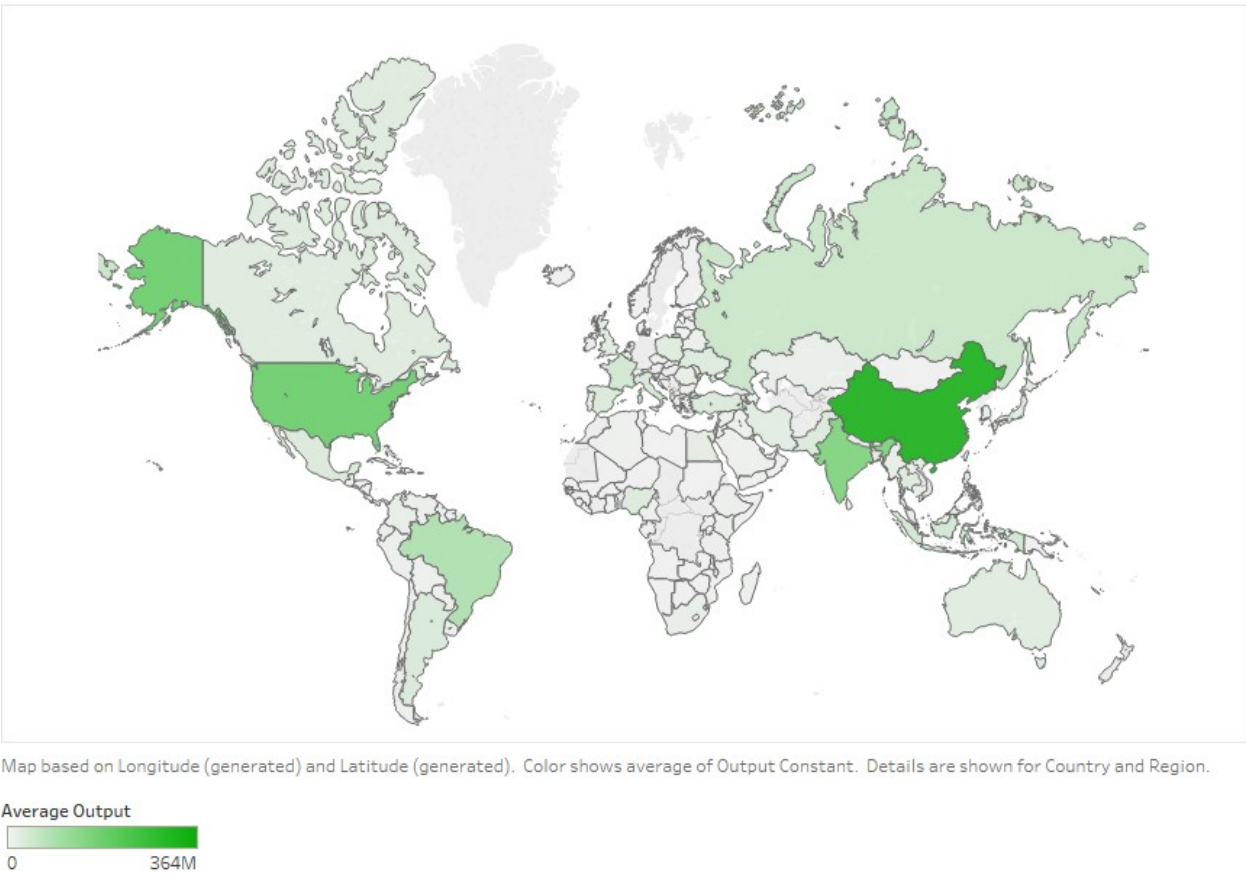 Map based on Longitude (generated) and Latitude (generated). Color shows average of Output Constant. Details are shown for Country and Region.
Average Output
0 364M